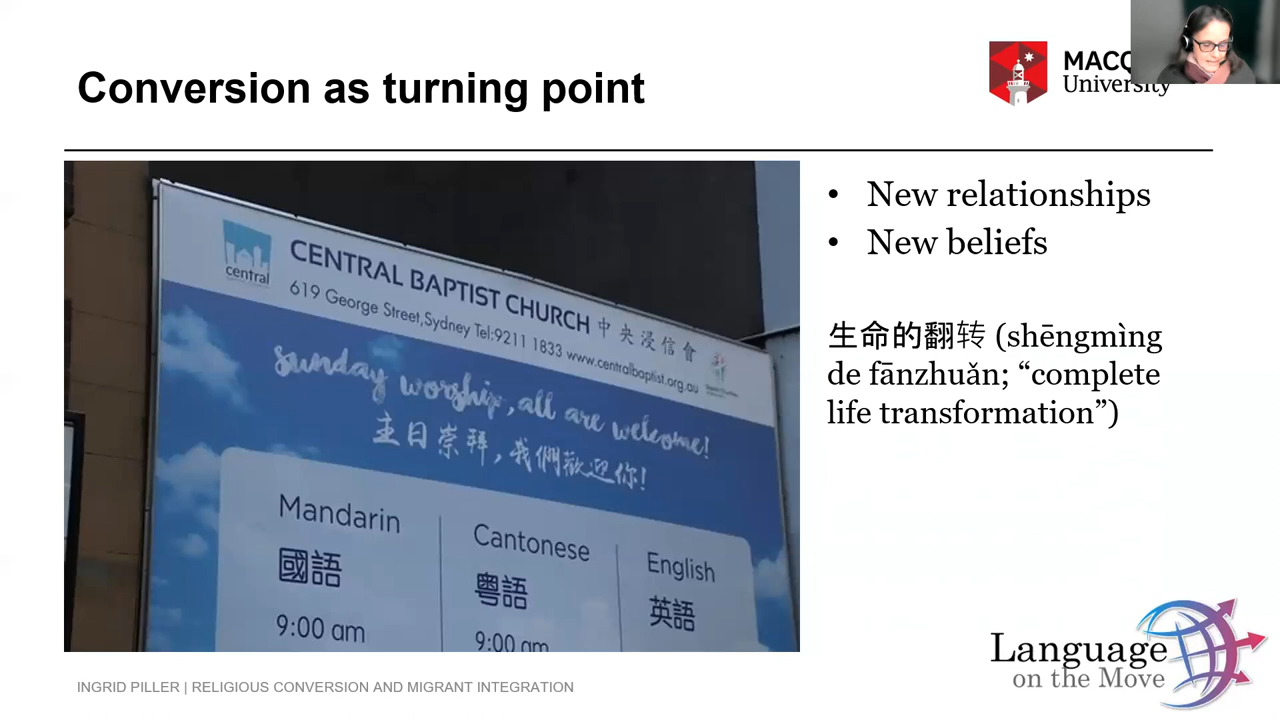 Conversion as turning point
MACQ
University
central
CENTRAL BAPTIST CHURCH 中央浸信會
619 George Street,Sydney Tel:9211 1833 www.centralbaptist.org.au
sunday worship, all are welcome!
主日崇拜，我們歡迎你!
Mandarin
國語
9:00 am
Cantonese
粵語
9:00 am
English
英語
• New relationships
• New beliefs
生命的翻转 (shēngmìng
de fānzhuǎn; “complete
life transformation”)
INGRID PILLER | RELIGIOUS CONVERSION AND MIGRANT INTEGRATION
Language
on the Move